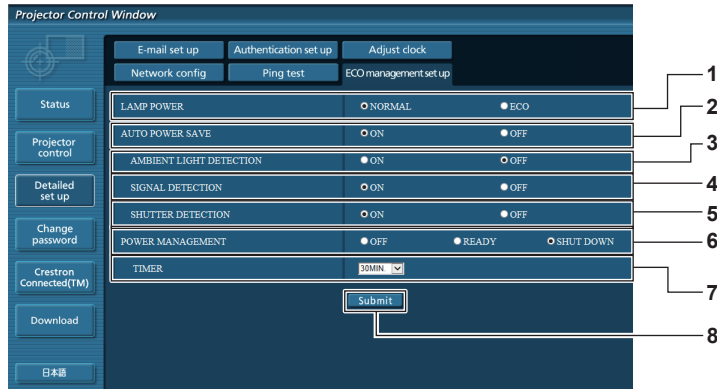 Projector Control Window
E-mail set up Authentication set up Adjust clock
Network config Ping test ECO management set up
Status
Projector control
Detailed set up
Change password
Crestron Connected(TM)
Download
日本語
LAMP POWER NORMAL ECO 1
AUTO POWER SAVE ON OFF 2
AMBIENT LIGHT DETECTION ON OFF 3
SIGNAL DETECTION ON OFF 4
SHUTTER DETECTION ON OFF 5
POWER MANAGEMENT OFF READY SHUT DOWN 6
TIMER 30MIN. 7
Submit 8